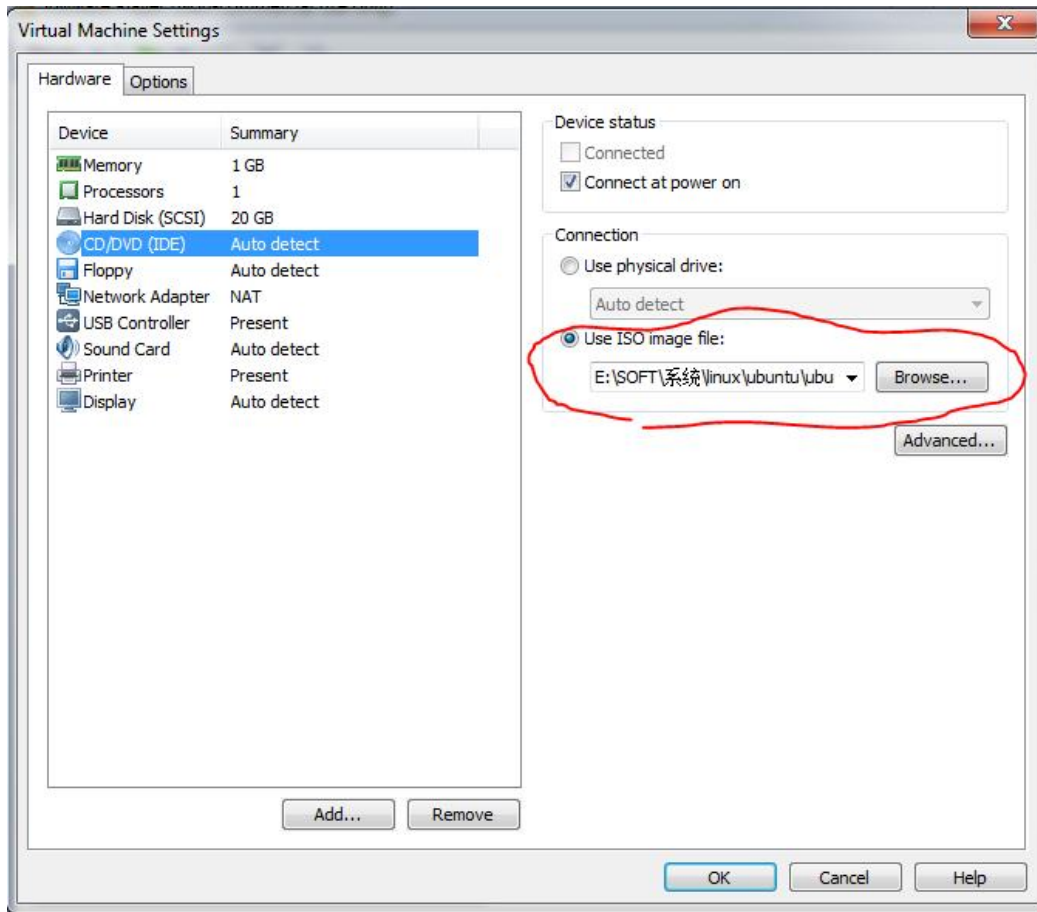 Virtual Machine Settings
Hardware
Options
Device Summary
Memory 1 GB
Processors 1
Hard Disk (SCSI) 20 GB
CD/DVD (IDE) Auto detect
Floppy Auto detect
Network Adapter NAT
USB Controller Present
Sound Card Auto detect
Printer Present
Display Auto detect
Add...
Remove
Device status
Connected
Connect at power on
Connection
Use physical drive:
Auto detect
Use ISO image file:
E:\SOFT\系统\linux\ubuntu\ubu
Browse...
Advanced...
OK
Cancel
Help